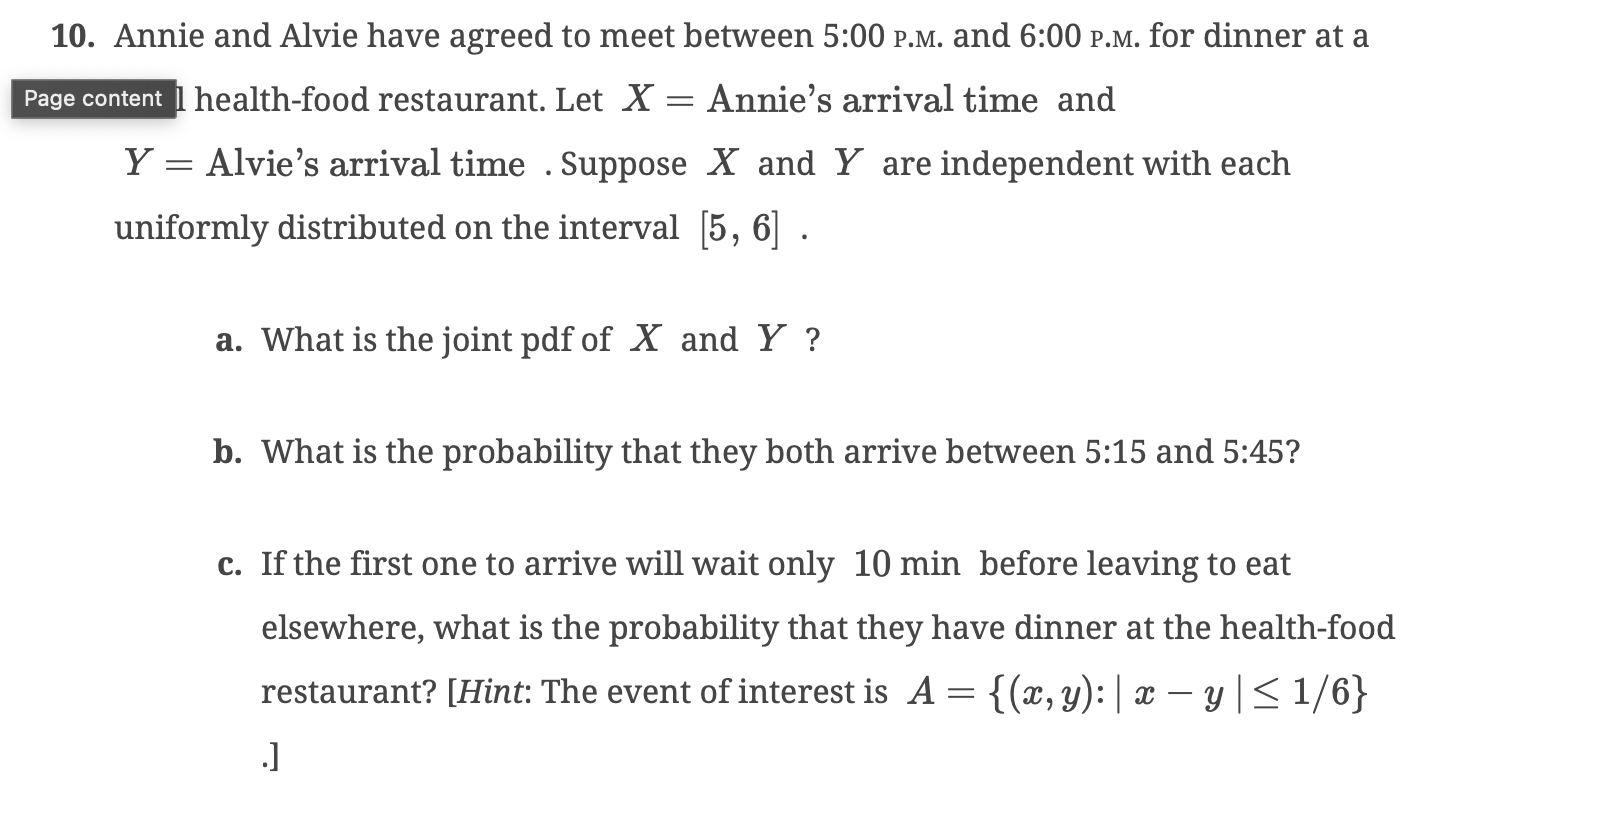 10. Annie and Alvie have agreed to meet between 5:00 P.M. and 6:00 P.M. for dinner at a
Page content l health-food restaurant. Let X = Annie’s arrival time and
Y = Alvie’s arrival time . Suppose X and Y are independent with each
uniformly distributed on the interval [5, 6] .
a. What is the joint pdf of X and Y ?
b. What is the probability that they both arrive between 5:15 and 5:45?
c. If the first one to arrive will wait only 10 min before leaving to eat
elsewhere, what is the probability that they have dinner at the health-food
restaurant? [Hint: The event of interest is A = {(x, y): | x − y | ≤ 1/6}
.]